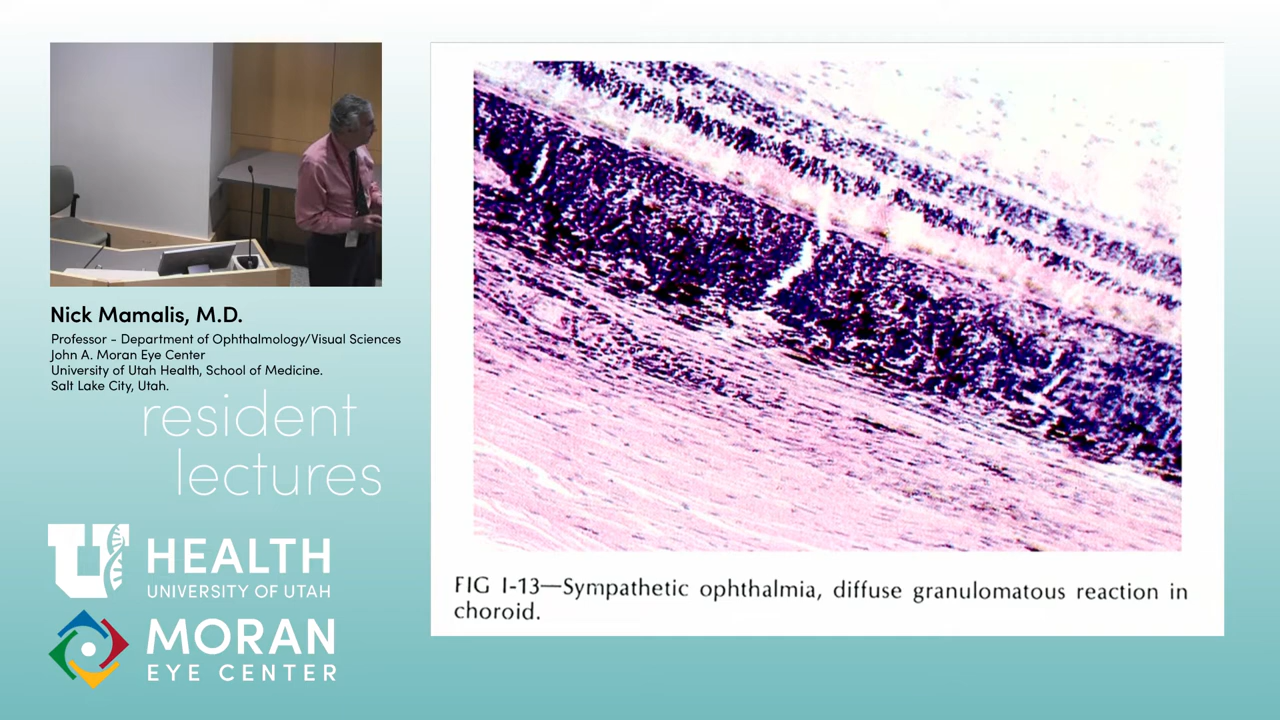 Nick Mamalis, M.D.
Professor - Department of Ophthalmology/Visual Sciences
John A. Moran Eye Center
University of Utah Health, School of Medicine.
Salt Lake City, Utah.
resident
lectures
U HEALTH
UNIVERSITY OF UTAH
MORAN
EYE CENTER
FIG I-13—Sympathetic ophthalmia, diffuse granulomatous reaction in
choroid.